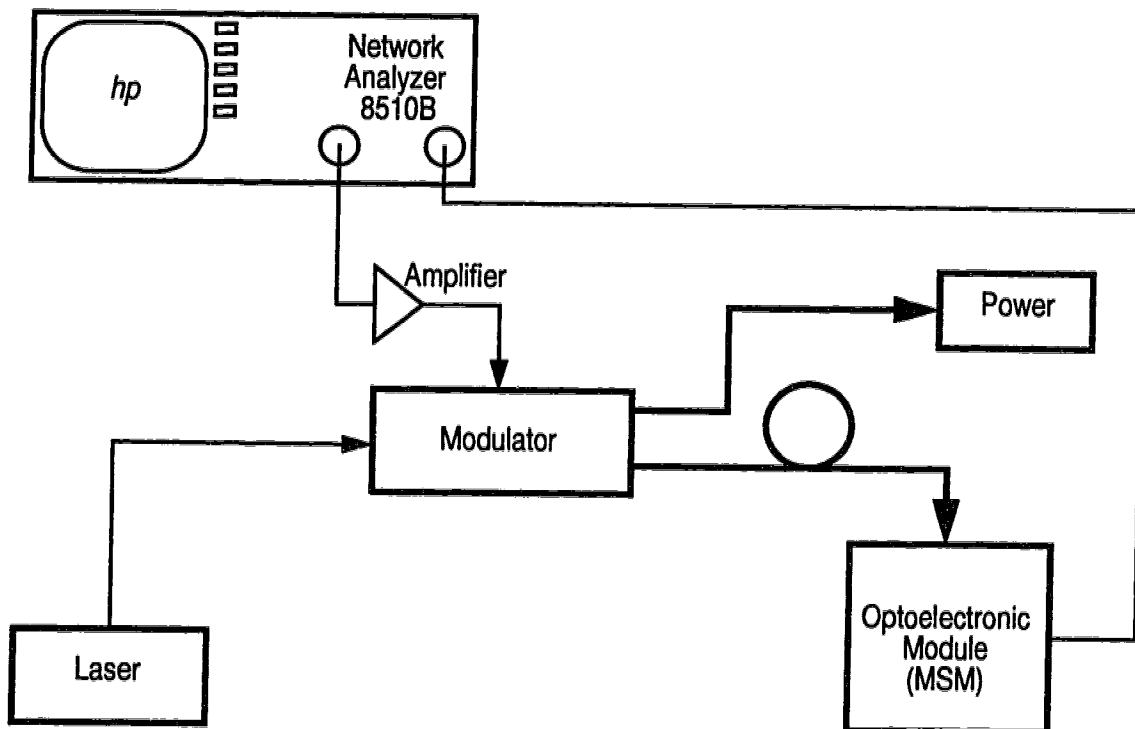 hp
Network
Analyzer
8510B
Amplifier
Power
Modulator
Optoelectronic
Module
(MSM)
Laser